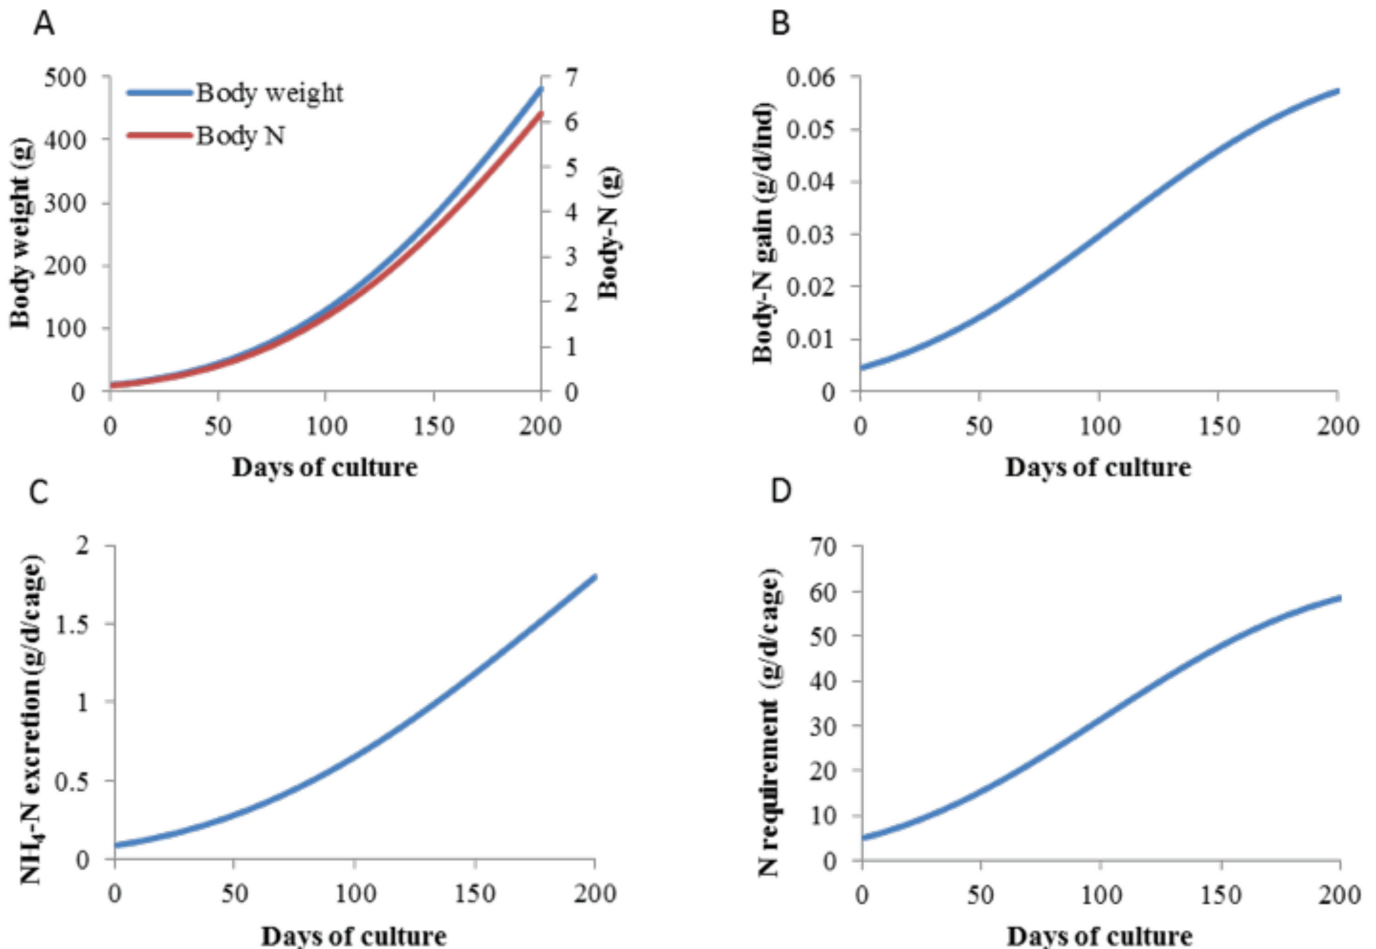 A
Body weight (g)
500
400
300
200
100
0
Body weight
Body N
7
6
5
4
3
2
1
0
Body-N (g)
0 50 100 150 200
Days of culture
B
Body-N gain (g/d/ind)
0.06
0.05
0.04
0.03
0.02
0.01
0
0 50 100 150 200
Days of culture
C
NH₄-N excretion (g/d/cage)
2
1.5
1
0.5
0
0 50 100 150 200
Days of culture
D
N requirement (g/d/cage)
70
60
50
40
30
20
10
0
0 50 100 150 200
Days of culture